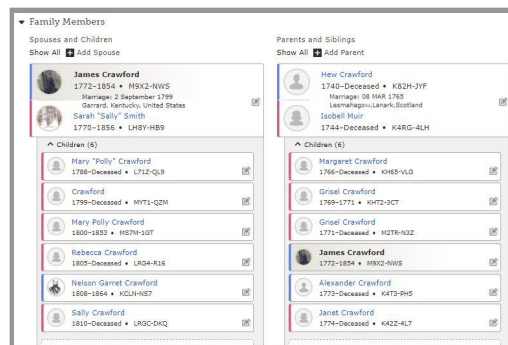 Family Members
Spouses and Children
Show All Add Spouse
James Crawford
1772–1854 • M9X2-NWS
Marriage: 2 September 1799
Garrard, Kentucky, United States
Sarah "Sally" Smith
1770–1856 • LH8Y-HB9
Children (6)
Mary "Polly" Crawford
1788–Deceased • L71Z-QL9
Crawford
1799–Deceased • MYT1-QZM
Mary Polly Crawford
1800–1853 • MS7M-1GT
Rebecca Crawford
1805–Deceased • LRG4-R16
Nelson Garret Crawford
1808–1864 • KCLN-NS7
Sally Crawford
1810–Deceased • LRGC-DKQ
Parents and Siblings
Show All Add Parent
Hew Crawford
1740–Deceased • K82H-JYF
Marriage: 08 MAR 1765
Lesmahagow,Lanark,Scotland
Isobell Muir
1744–Deceased • K4RG-4LH
Children (6)
Margaret Crawford
1766–Deceased • KH65-VLG
Grisel Crawford
1769–1771 • KHT2-3CT
Grisel Crawford
1771–Deceased • M2TR-N3Z
James Crawford
1772–1854 • M9X2-NWS
Alexander Crawford
1773–Deceased • K4T3-PH5
Janet Crawford
1774–Deceased • K42Z-4L7